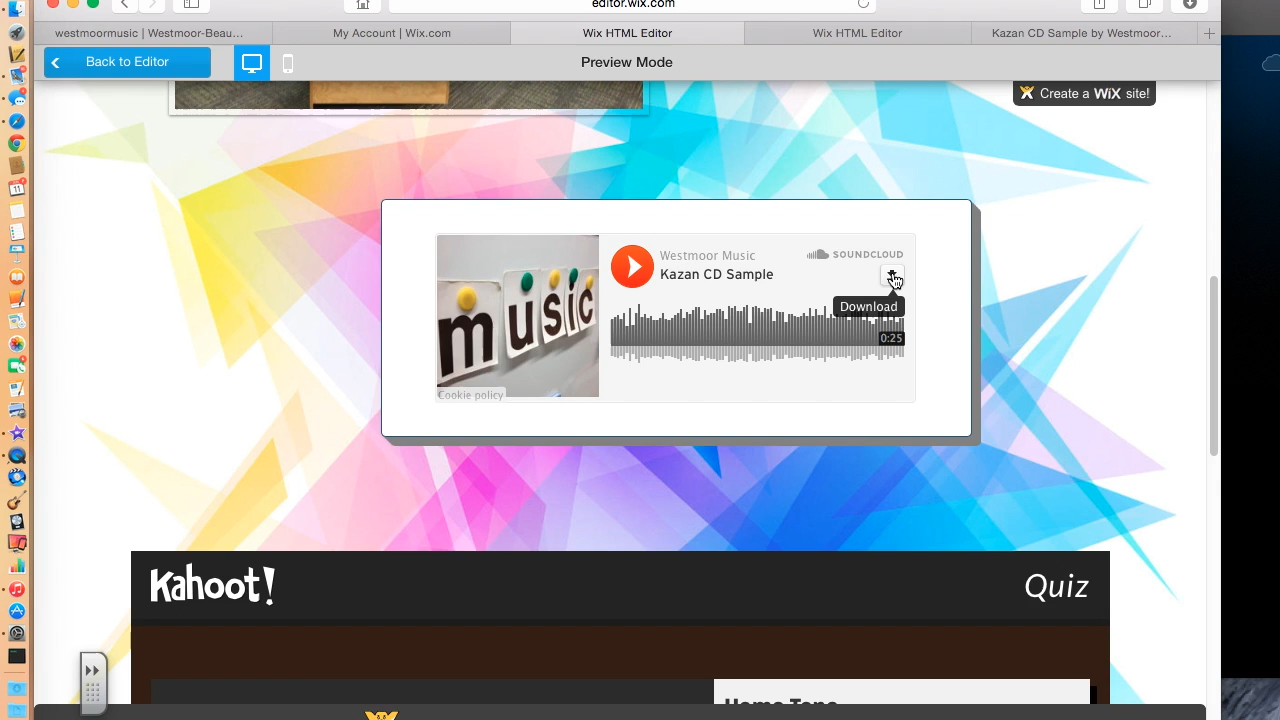 editor.wix.com
westmoormusic | Westmoor-Beau...
My Account | Wix.com
Wix HTML Editor
Wix HTML Editor
Kazan CD Sample by Westmoor...
Back to Editor
Preview Mode
Create a WiX site!
music
Westmoor Music
SOUNDCLOUD
Kazan CD Sample
Download
0:25
Cookie policy
Kahoot!
Quiz
Home Tone